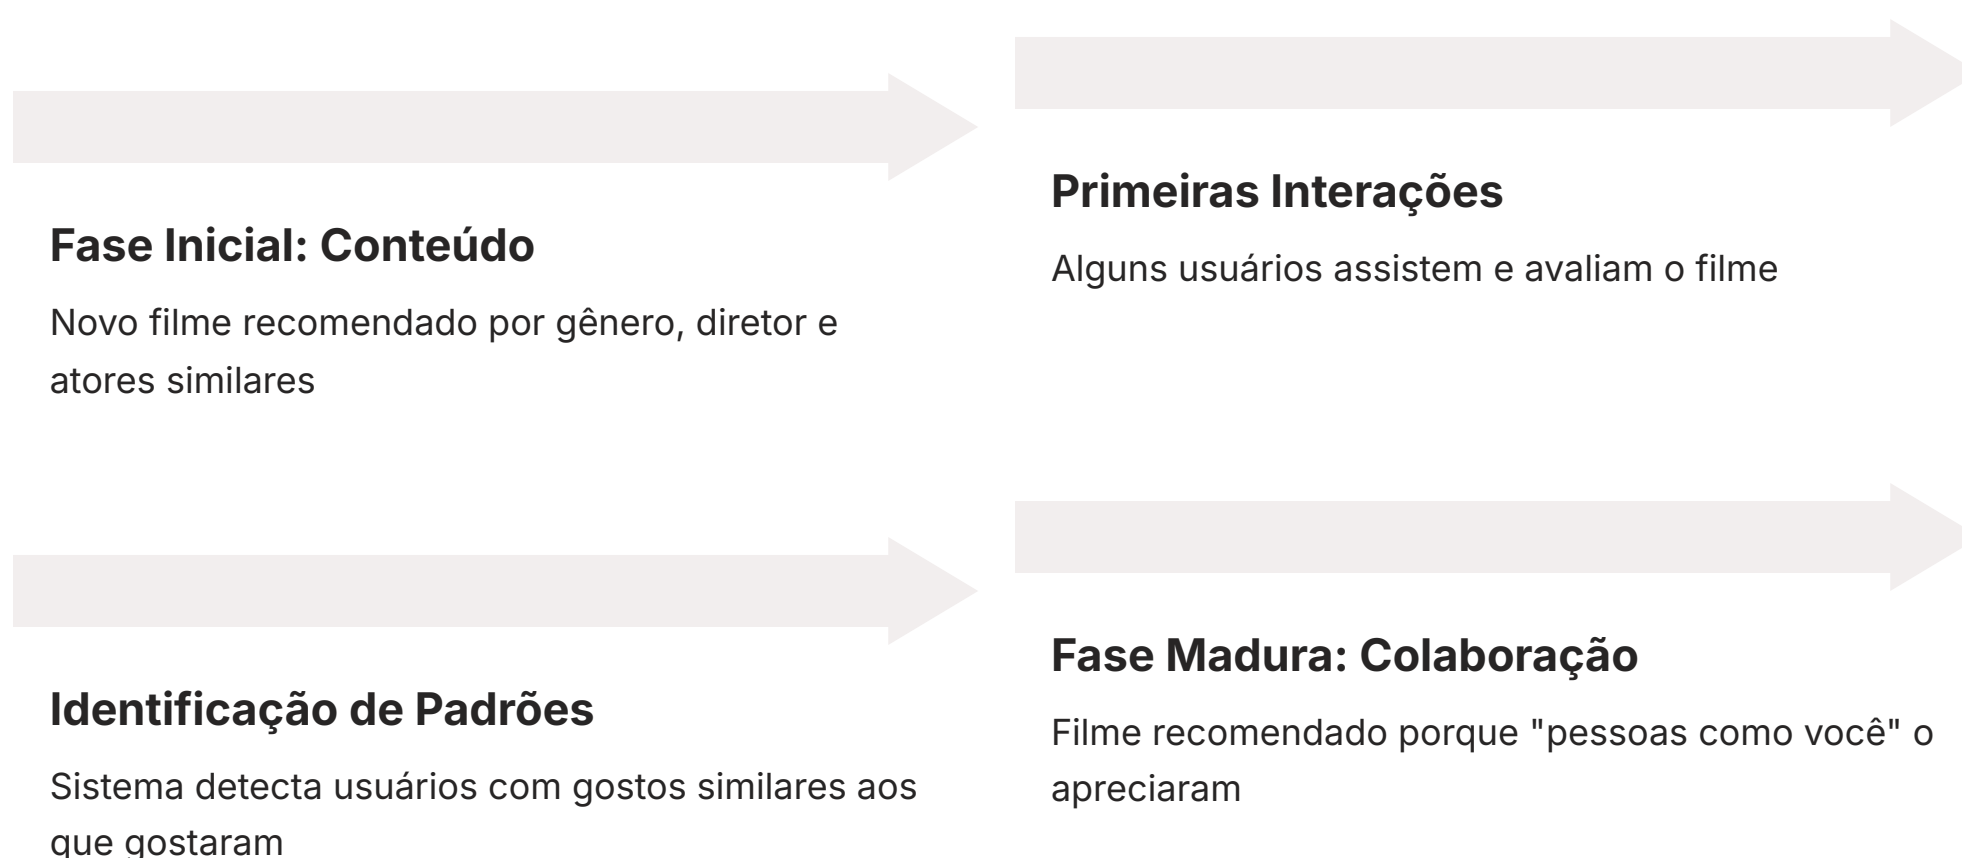 Fase Inicial: Conteúdo
Novo filme recomendado por gênero, diretor e
atores similares
Primeiras Interações
Alguns usuários assistem e avaliam o filme
Identificação de Padrões
Sistema detecta usuários com gostos similares aos
que gostaram
Fase Madura: Colaboração
Filme recomendado porque "pessoas como você" o
apreciaram